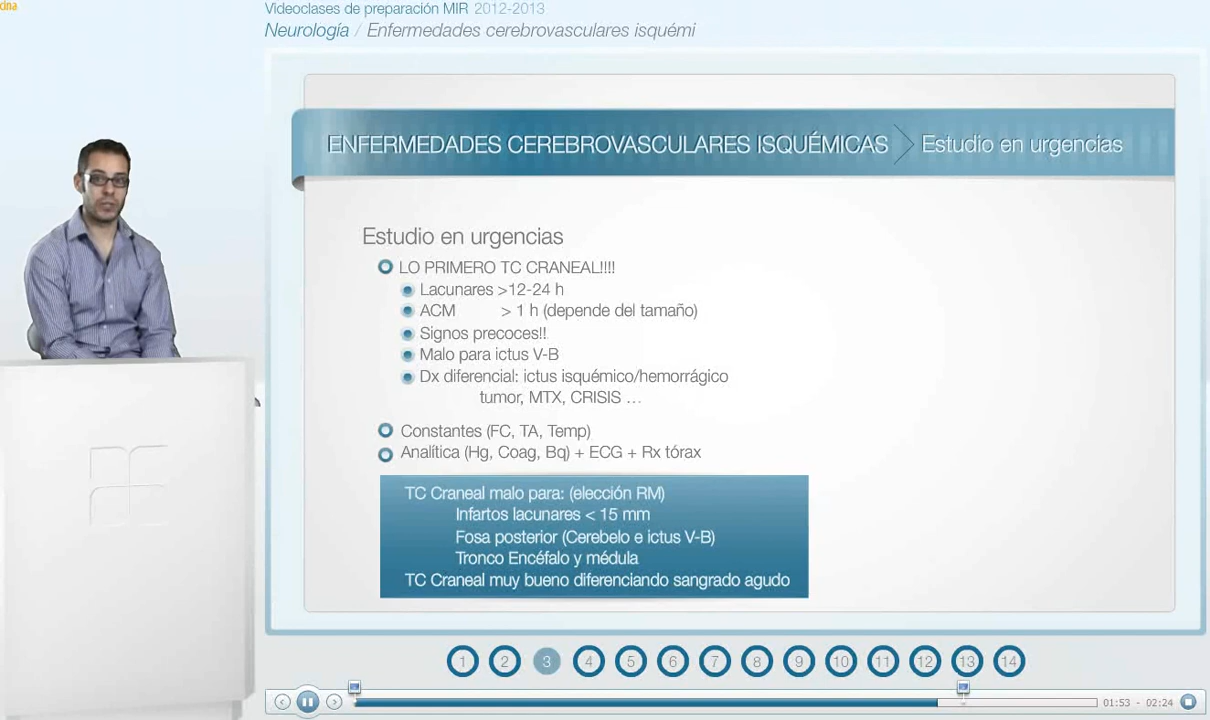 cina
Videoclases de preparación MIR 2012-2013
Neurología / Enfermedades cerebrovasculares isquémi
ENFERMEDADES CEREBROVASCULARES ISQUÉMICAS Estudio en urgencias
Estudio en urgencias
LO PRIMERO TC CRANEAL!!!!
Lacunares >12-24 h
ACM > 1 h (depende del tamaño)
Signos precoces!!
Malo para ictus V-B
Dx diferencial: ictus isquémico/hemorrágico
tumor, MTX, CRISIS ...
Constantes (FC, TA, Temp)
Analítica (Hg, Coag, Bq) + ECG + Rx tórax
TC Craneal malo para: (elección RM)
Infartos lacunares < 15 mm
Fosa posterior (Cerebelo e ictus V-B)
Tronco Encéfalo y médula
TC Craneal muy bueno diferenciando sangrado agudo
1 2 3 4 5 6 7 8 9 10 11 12 13 14
01:53 - 02:24